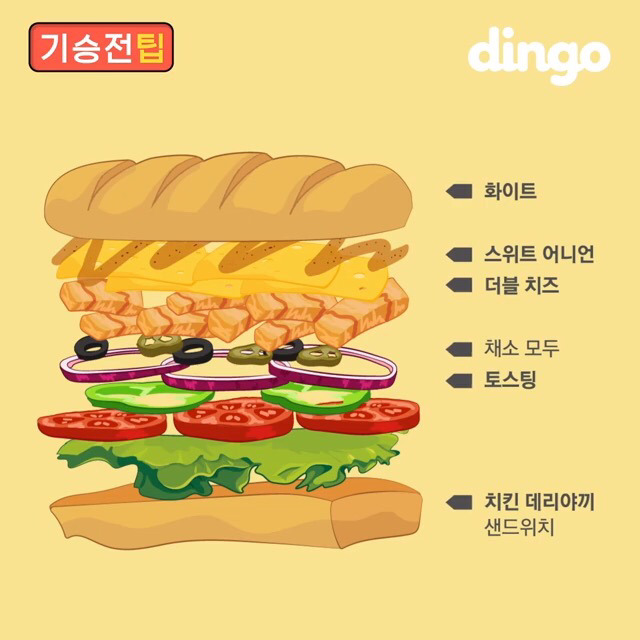 기승전팁
dingo
화이트
스위트 어니언
더블 치즈
채소 모두
토스팅
치킨 데리야끼
샌드위치